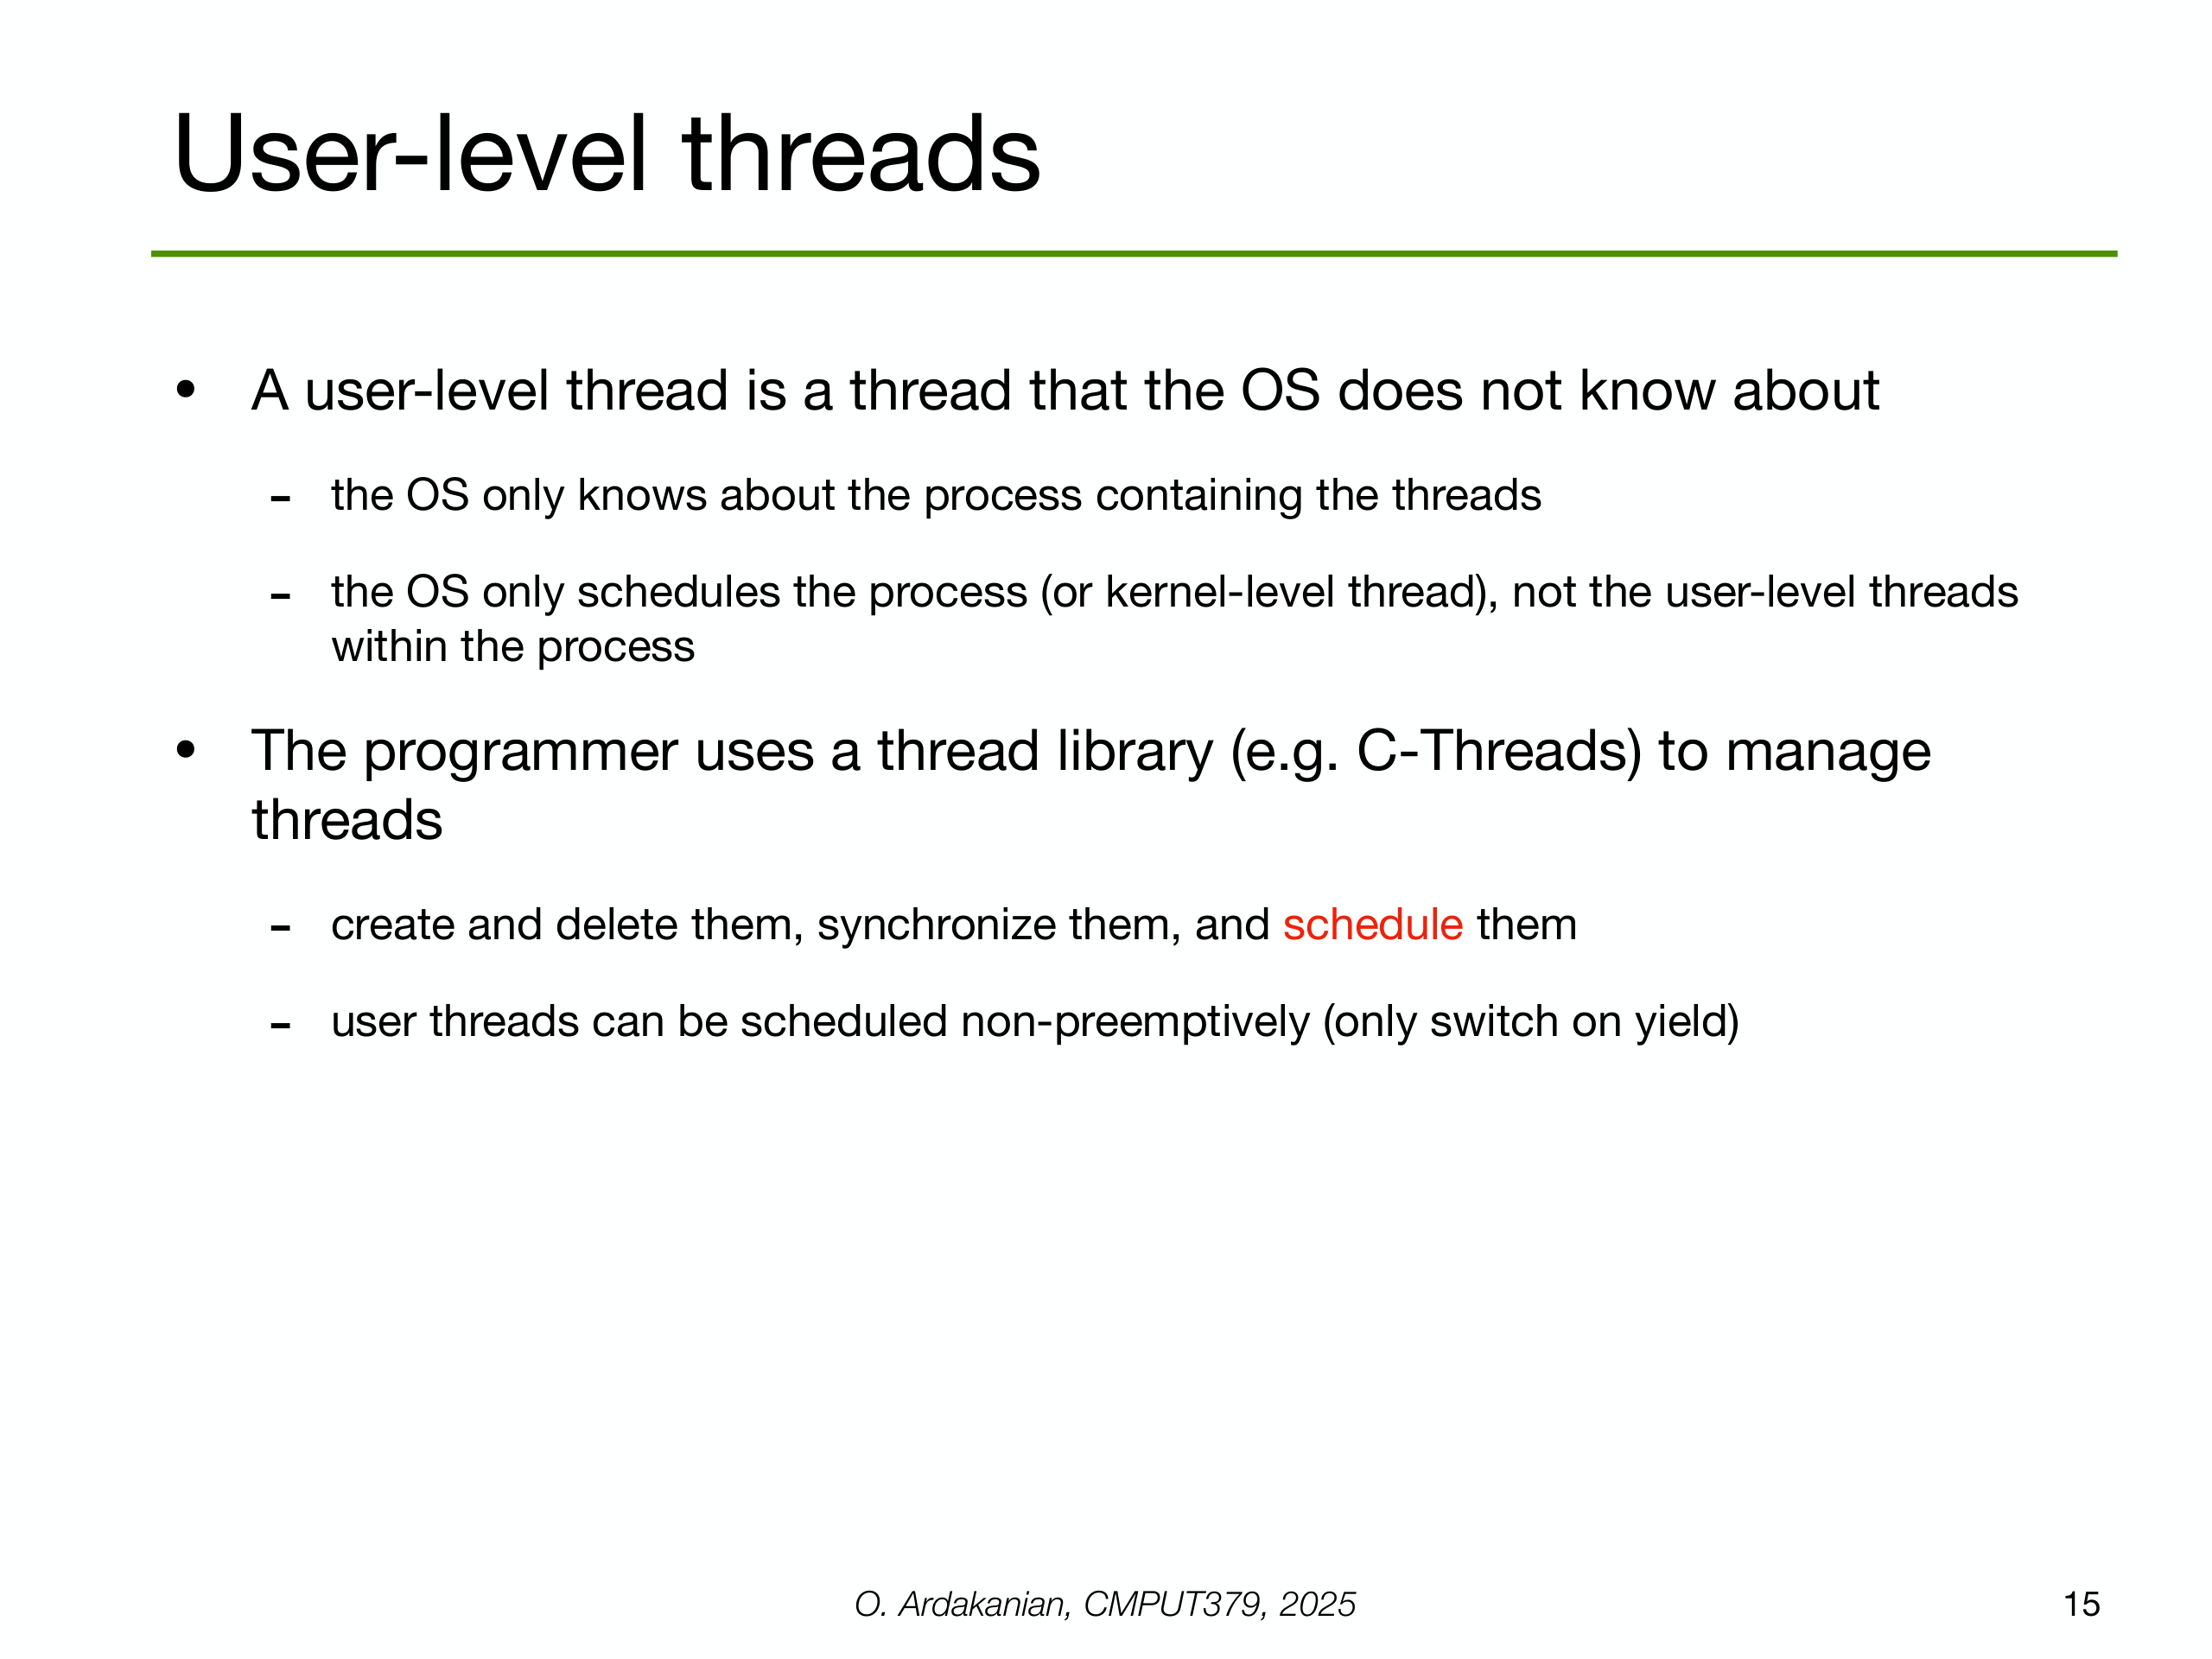 User-level threads
• A user-level thread is a thread that the OS does not know about
- the OS only knows about the process containing the threads
- the OS only schedules the process (or kernel-level thread), not the user-level threads
within the process
• The programmer uses a thread library (e.g. C-Threads) to manage
threads
- create and delete them, synchronize them, and schedule them
- user threads can be scheduled non-preemptively (only switch on yield)
O. Ardakanian, CMPUT379, 2025
15